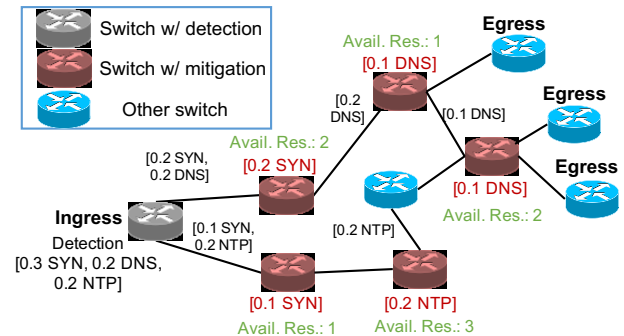 Switch w/ detection
Switch w/ mitigation
Other switch
Egress
Avail. Res.: 1
[0.1 DNS]
[0.2
DNS]
[0.1 DNS]
Egress
Avail. Res.: 2
[0.2 SYN]
[0.2 SYN,
0.2 DNS]
Egress
[0.1 DNS]
Avail. Res.: 2
Ingress
Detection
[0.3 SYN, 0.2 DNS,
0.2 NTP]
[0.1 SYN,
0.2 NTP]
[0.2 NTP]
[0.1 SYN]
Avail. Res.: 1
[0.2 NTP]
Avail. Res.: 3